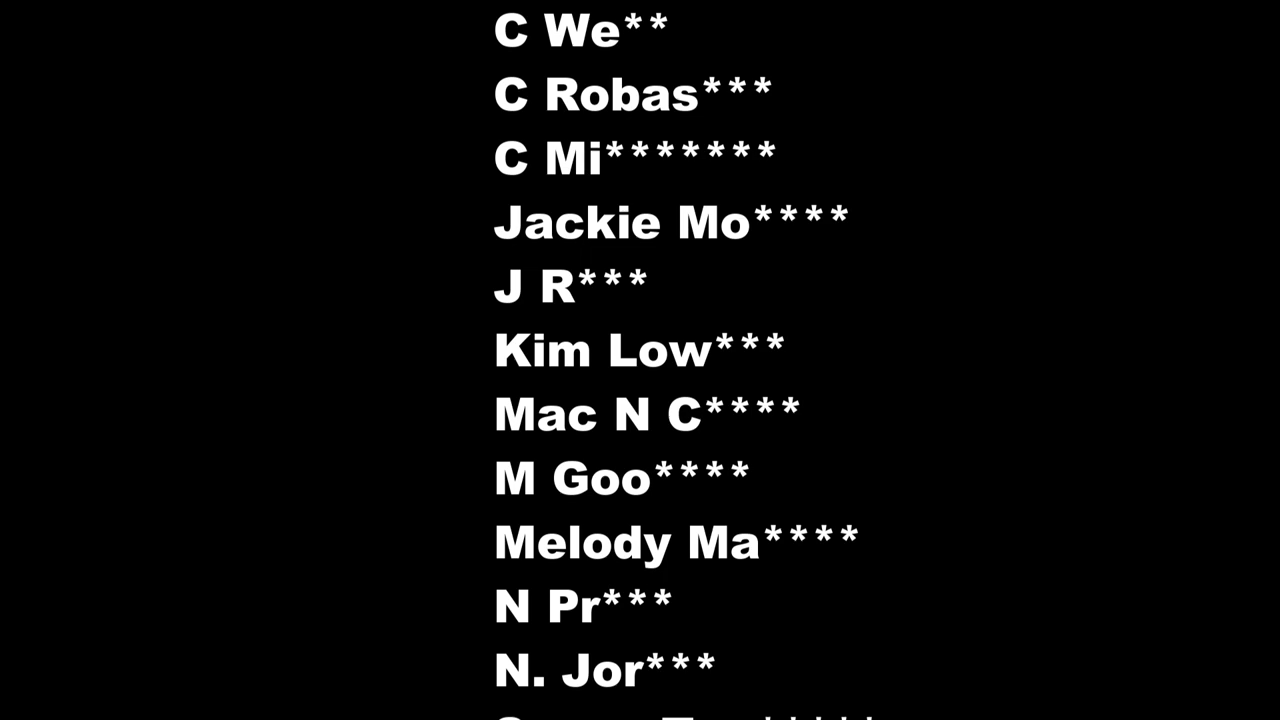 C We**
C Robas***
C Mi*******
Jackie Mo****
J R***
Kim Low***
Mac N C****
M Goo****
Melody Ma****
N Pr***
N. Jor***